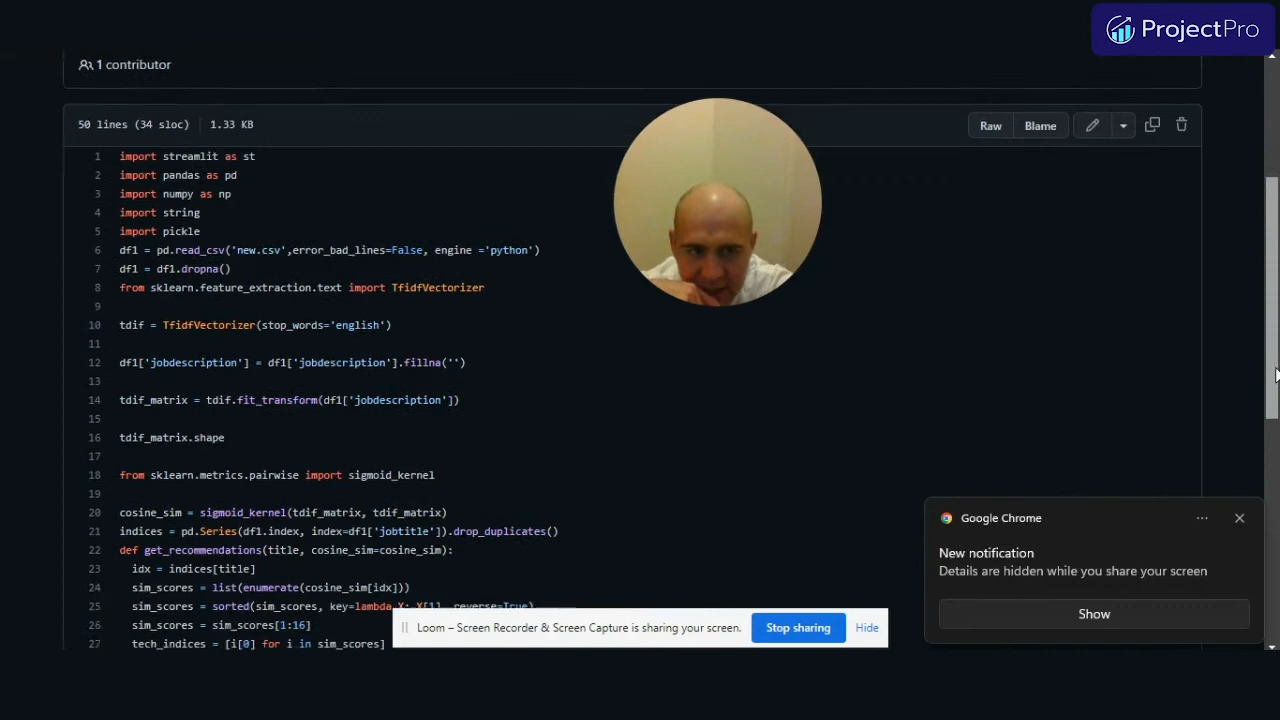 ProjectPro
1 contributor
50 lines (34 sloc) 1.33 KB
Raw Blame
1 import streamlit as st
2 import pandas as pd
3 import numpy as np
4 import string
5 import pickle
6 df1 = pd.read_csv('new.csv',error_bad_lines=False, engine ='python')
7 df1 = df1.dropna()
8 from sklearn.feature_extraction.text import TfidfVectorizer
9
10 tdif = TfidfVectorizer(stop_words='english')
11
12 df1['jobdescription'] = df1['jobdescription'].fillna('')
13
14 tdif_matrix = tdif.fit_transform(df1['jobdescription'])
15
16 tdif_matrix.shape
17
18 from sklearn.metrics.pairwise import sigmoid_kernel
19
20 cosine_sim = sigmoid_kernel(tdif_matrix, tdif_matrix)
21 indices = pd.Series(df1.index, index=df1['jobtitle']).drop_duplicates()
22 def get_recommendations(title, cosine_sim=cosine_sim):
23 idx = indices[title]
24 sim_scores = list(enumerate(cosine_sim[idx]))
25 sim_scores = sorted(sim_scores, key=lambda X: X[1], reverse=True)
26 sim_scores = sim_scores[1:16]
27 tech_indices = [i[0] for i in sim_scores]
Loom – Screen Recorder & Screen Capture is sharing your screen. Stop sharing Hide
Google Chrome
New notification
Details are hidden while you share your screen
Show